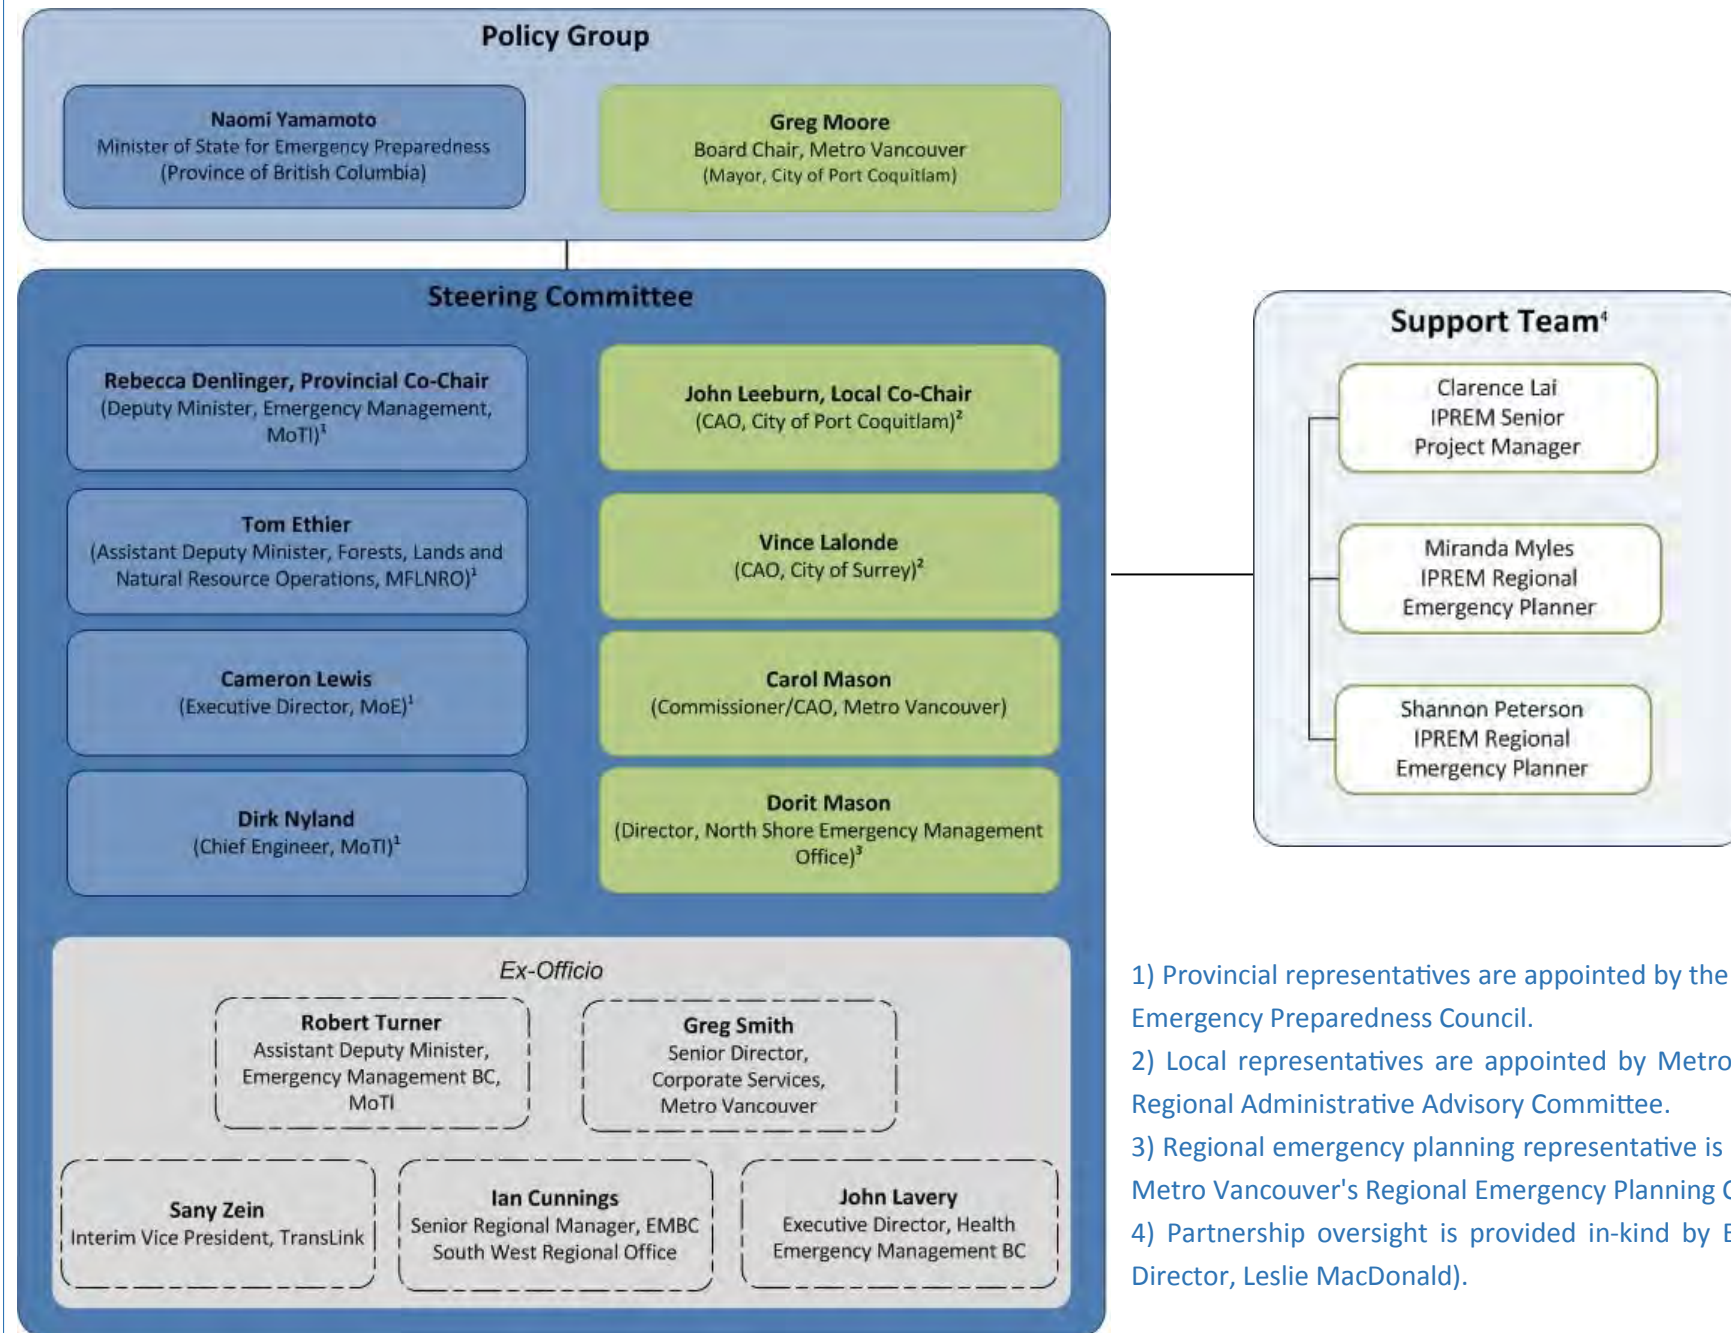 Policy Group
Naomi Yamamoto
Minister of State for Emergency Preparedness
(Province of British Columbia)
Greg Moore
Board Chair, Metro Vancouver
(Mayor, City of Port Coquitlam)
Steering Committee
Rebecca Denlinger, Provincial Co-Chair
(Deputy Minister, Emergency Management,
MoTI)¹
John Leeburn, Local Co-Chair
(CAO, City of Port Coquitlam)²
Tom Ethier
(Assistant Deputy Minister, Forests, Lands and
Natural Resource Operations, MFLNRO)¹
Vince Lalonde
(CAO, City of Surrey)²
Cameron Lewis
(Executive Director, MoE)¹
Carol Mason
(Commissioner/CAO, Metro Vancouver)
Dirk Nyland
(Chief Engineer, MoTI)¹
Dorit Mason
(Director, North Shore Emergency Management
Office)³
Ex-Officio
Robert Turner
Assistant Deputy Minister,
Emergency Management BC,
MoTI
Greg Smith
Senior Director,
Corporate Services,
Metro Vancouver
Sany Zein
Interim Vice President, TransLink
Ian Cunnings
Senior Regional Manager, EMBC
South West Regional Office
John Lavery
Executive Director, Health
Emergency Management BC
Support Team⁴
Clarence Lai
IPREM Senior
Project Manager
Miranda Myles
IPREM Regional
Emergency Planner
Shannon Peterson
IPREM Regional
Emergency Planner
1) Provincial representatives are appointed by the
Emergency Preparedness Council.
2) Local representatives are appointed by Metro
Regional Administrative Advisory Committee.
3) Regional emergency planning representative is
Metro Vancouver's Regional Emergency Planning
4) Partnership oversight is provided in-kind by
Director, Leslie MacDonald).